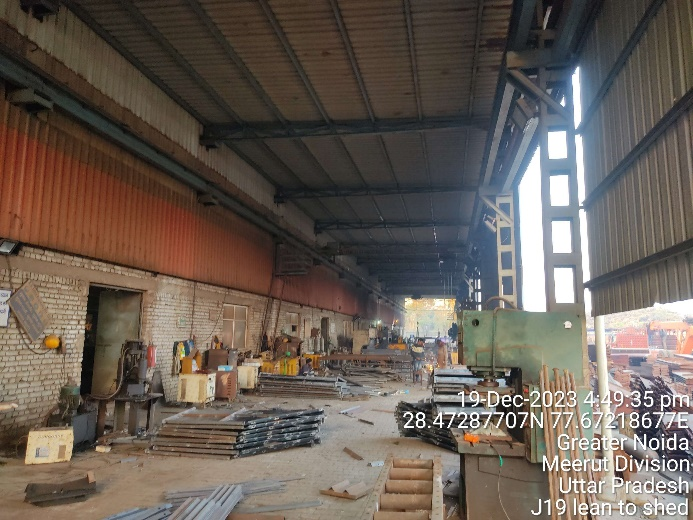 19-Dec-2023 4:49:35 pm
28.47287707N 77.67218677E
Greater Noida
Meerut Division
Uttar Pradesh
J19 lean to shed